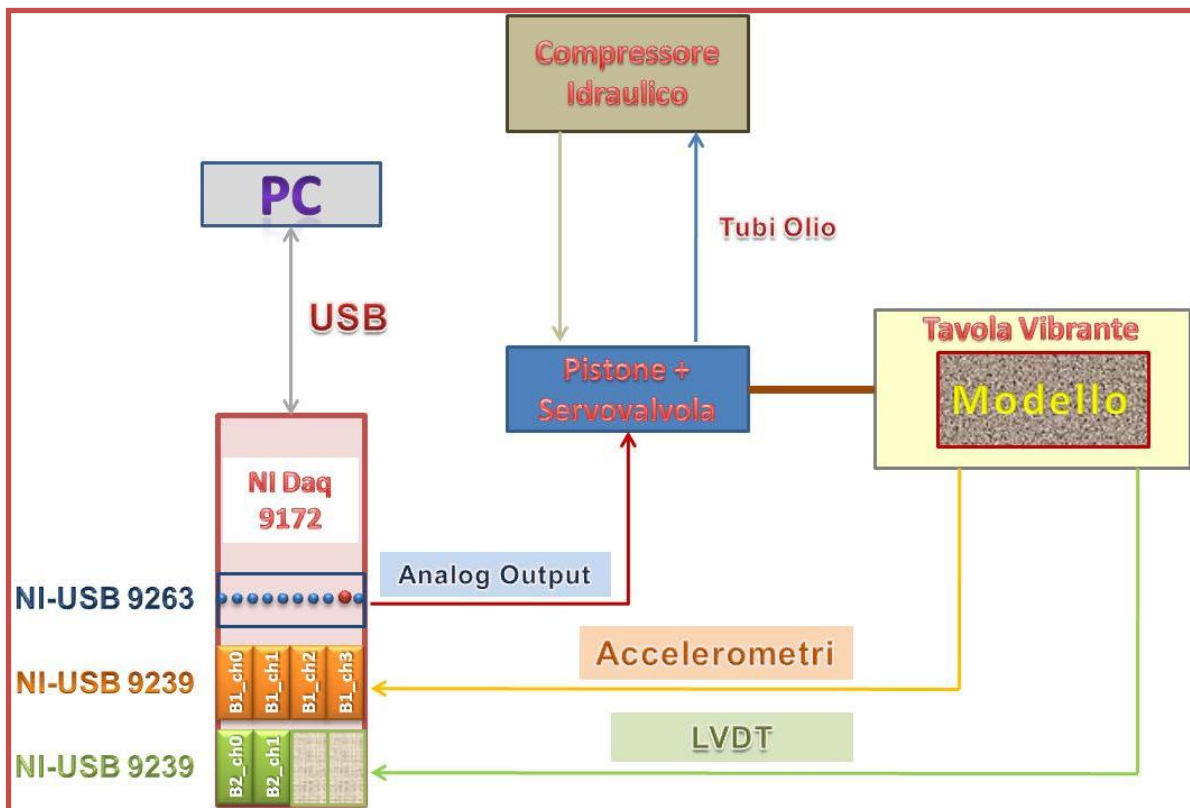 Compressore
Idraulico
PC
Tubi Olio
USB
Tavola Vibrante
Modello
Pistone +
Servovalvola
NI Daq
9172
Analog Output
NI-USB 9263
Accelerometri
NI-USB 9239
B1_ch0
B1_ch1
B1_ch2
B1_ch3
LVDT
NI-USB 9239
B2_ch0
B2_ch1